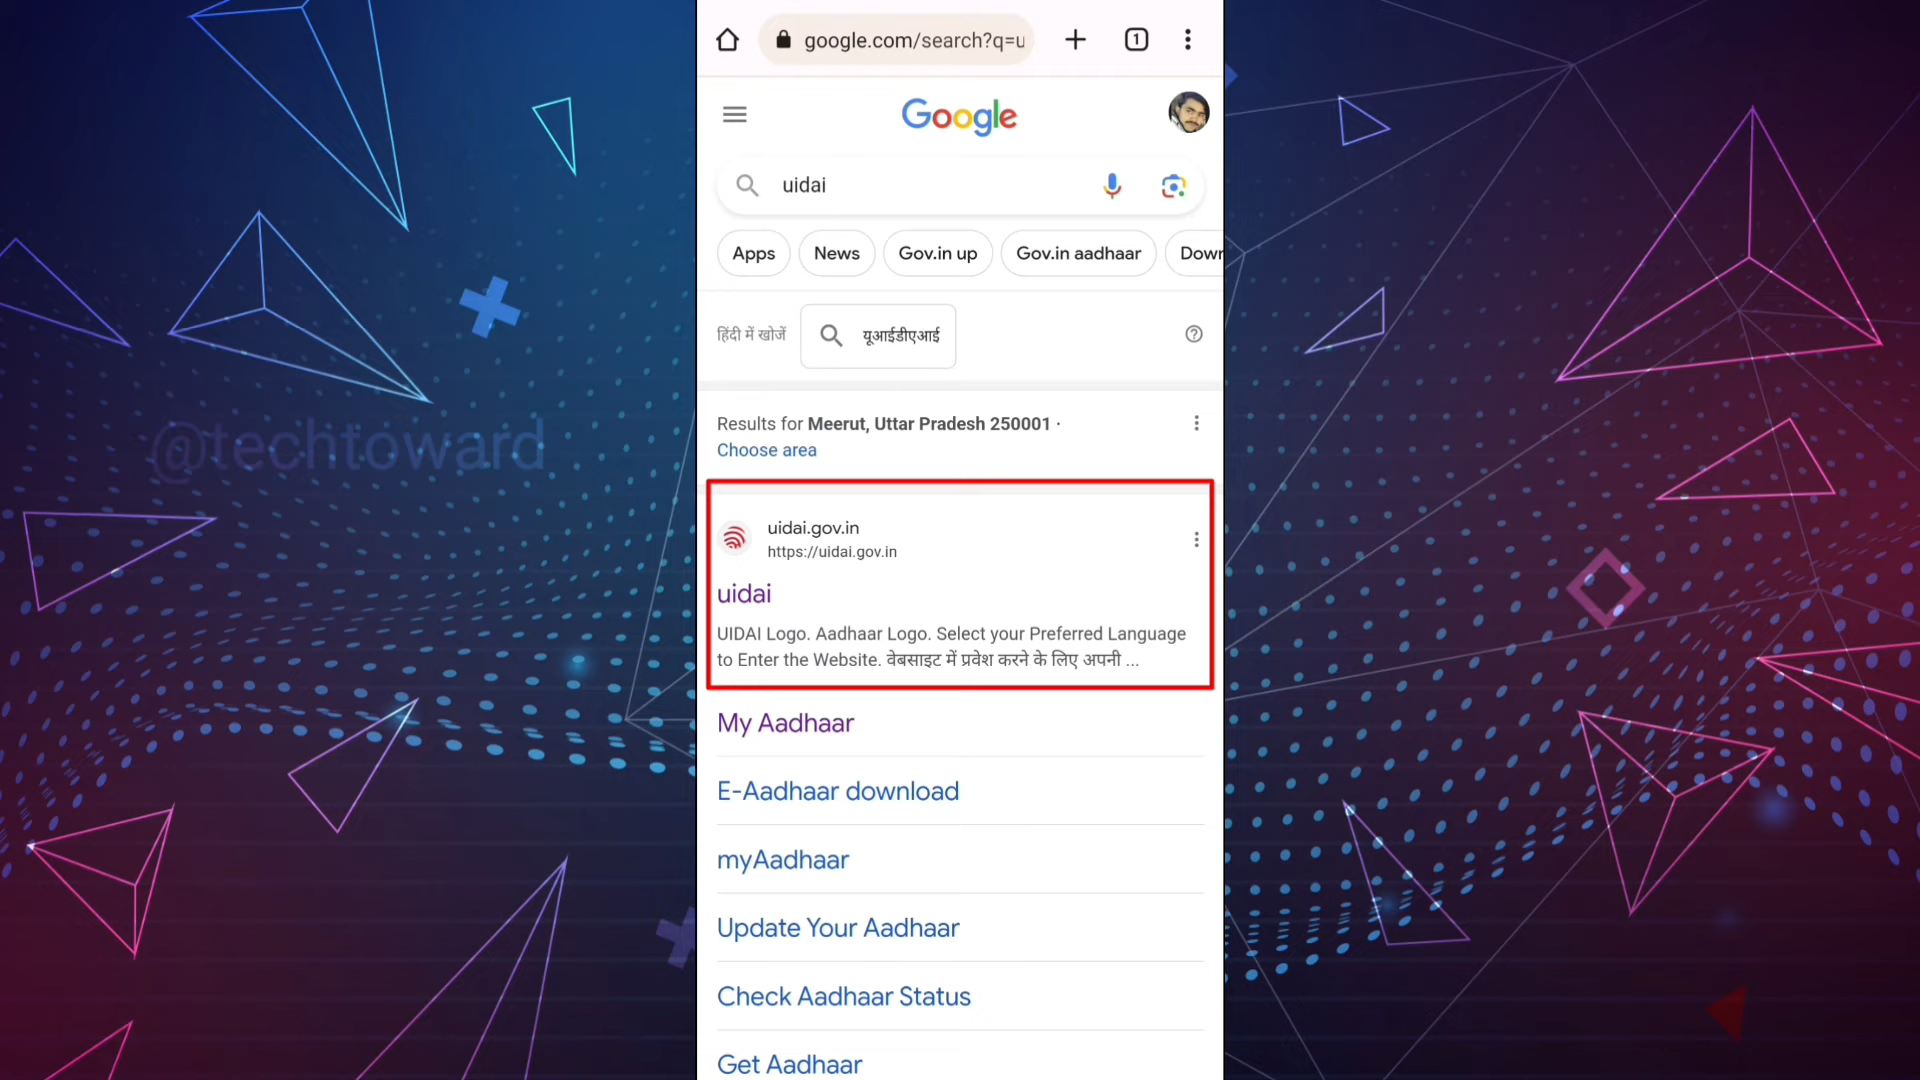 google.com/search?q=u
1
Google
uidai
Apps
News
Gov.in up
Gov.in aadhaar
Down
हिंदी में खोजें
यूआईडीएआई
Results for Meerut, Uttar Pradesh 250001 ·
Choose area
@techtoward
uidai.gov.in
https://uidai.gov.in
uidai
UIDAI Logo. Aadhaar Logo. Select your Preferred Language
to Enter the Website. वेबसाइट में प्रवेश करने के लिए अपनी ...
My Aadhaar
E-Aadhaar download
myAadhaar
Update Your Aadhaar
Check Aadhaar Status
Get Aadhaar